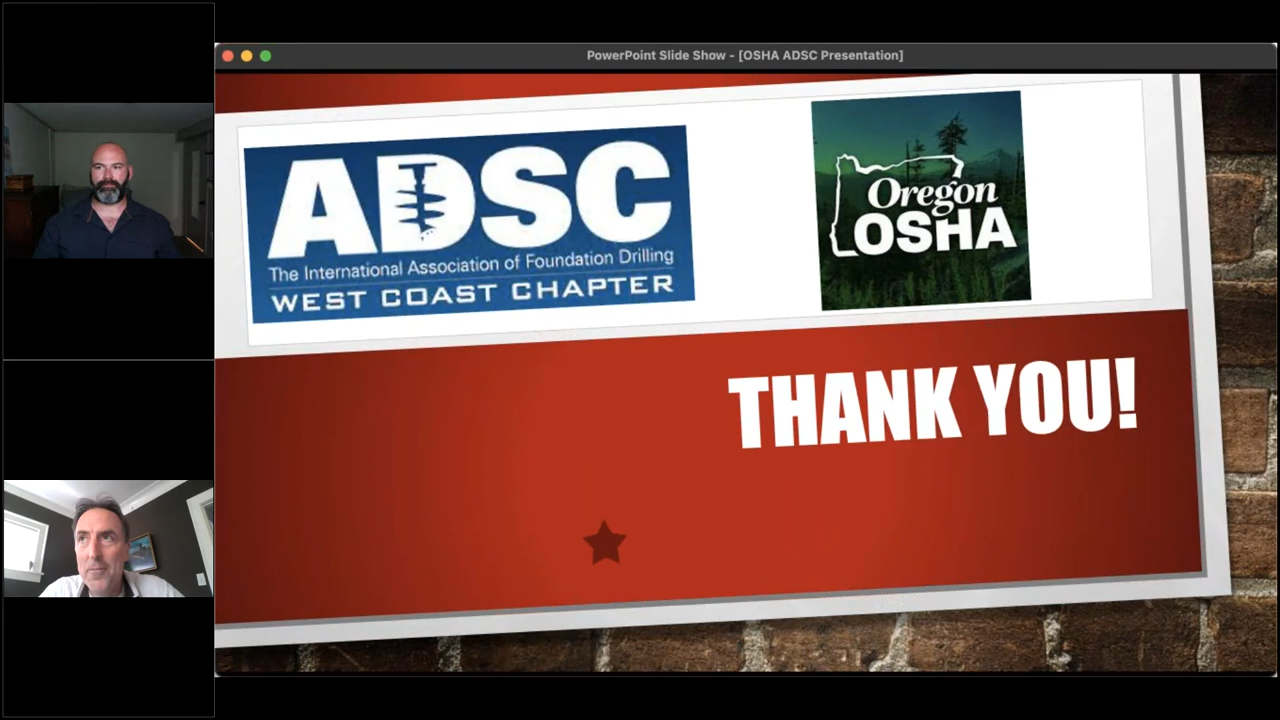 PowerPoint Slide Show - [OSHA ADSC Presentation]
ADSC
The International Association of Foundation Drilling
WEST COAST CHAPTER
Oregon
OSHA
THANK YOU!